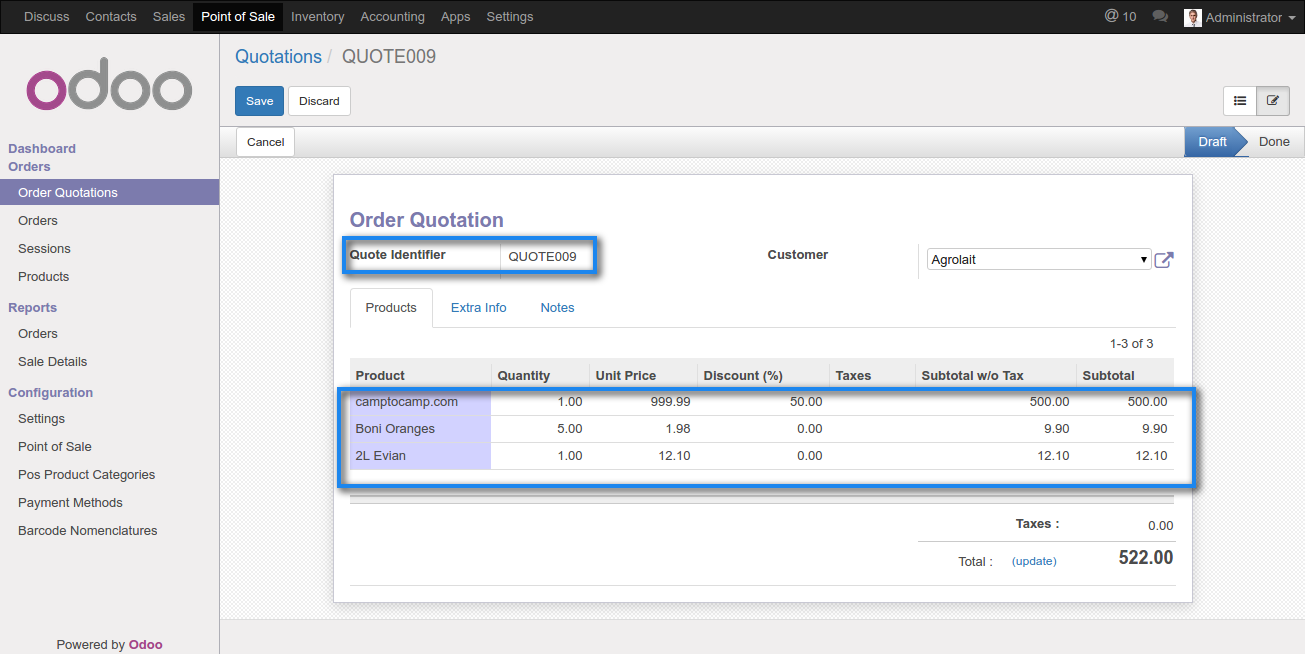 Discuss Contacts Sales Point of Sale Inventory Accounting Apps Settings @ 10 Administrator
odoo
Quotations / QUOTE009
Save Discard
Cancel Draft Done
Dashboard
Orders
Order Quotations
Orders
Sessions
Products
Reports
Orders
Sale Details
Configuration
Settings
Point of Sale
Pos Product Categories
Payment Methods
Barcode Nomenclatures
Powered by Odoo
Order Quotation
Quote Identifier QUOTE009 Customer Agrolait
Products Extra Info Notes
1-3 of 3
Product Quantity Unit Price Discount (%) Taxes Subtotal w/o Tax Subtotal
camptocamp.com 1.00 999.99 50.00 500.00 500.00
Boni Oranges 5.00 1.98 0.00 9.90 9.90
2L Evian 1.00 12.10 0.00 12.10 12.10
Taxes : 0.00
Total : (update) 522.00